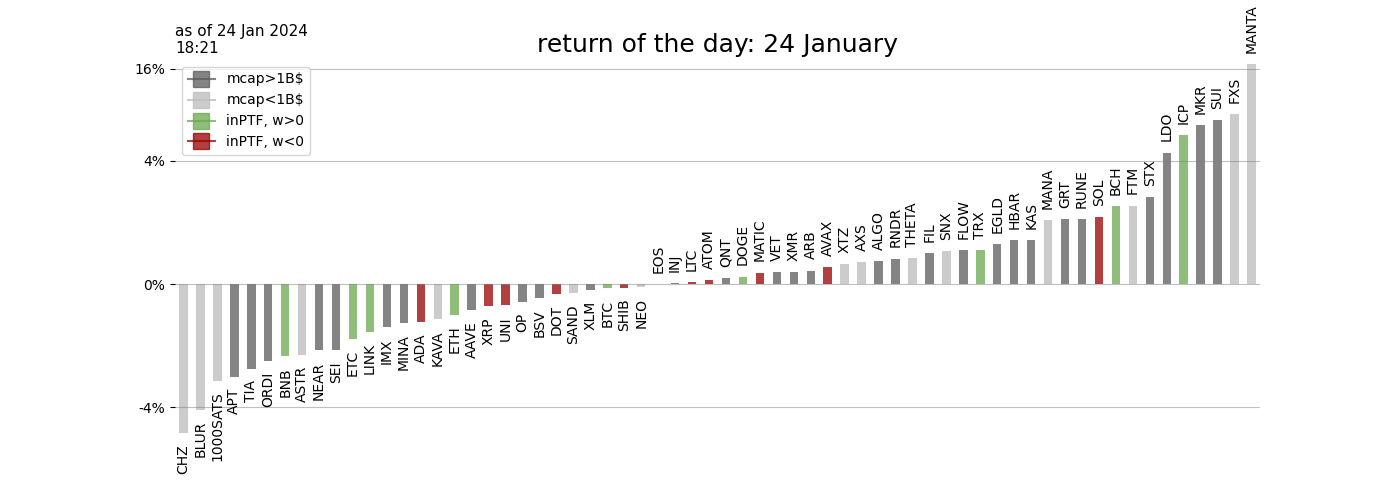 as of 24 Jan 2024
18:21
return of the day: 24 January
16%
4%
0%
-4%
mcap>1B$
mcap<1B$
inPTF, w>0
inPTF, w<0
CHZ
BLUR
1000SATS
APT
TIA
ORDI
BNB
ASTR
NEAR
SEI
ETC
LINK
IMX
MINA
ADA
KAVA
ETH
AAVE
XRP
UNI
OP
BSV
DOT
SAND
XLM
BTC
SHIB
NEO
EOS
INJ
LTC
ATOM
QNT
DOGE
MATIC
VET
XMR
ARB
AVAX
XTZ
AXS
ALGO
RNDR
THETA
FIL
SNX
FLOW
TRX
EGLD
HBAR
KAS
MANA
GRT
RUNE
SOL
BCH
FTM
STX
LDO
ICP
MKR
SUI
FXS
MANTA